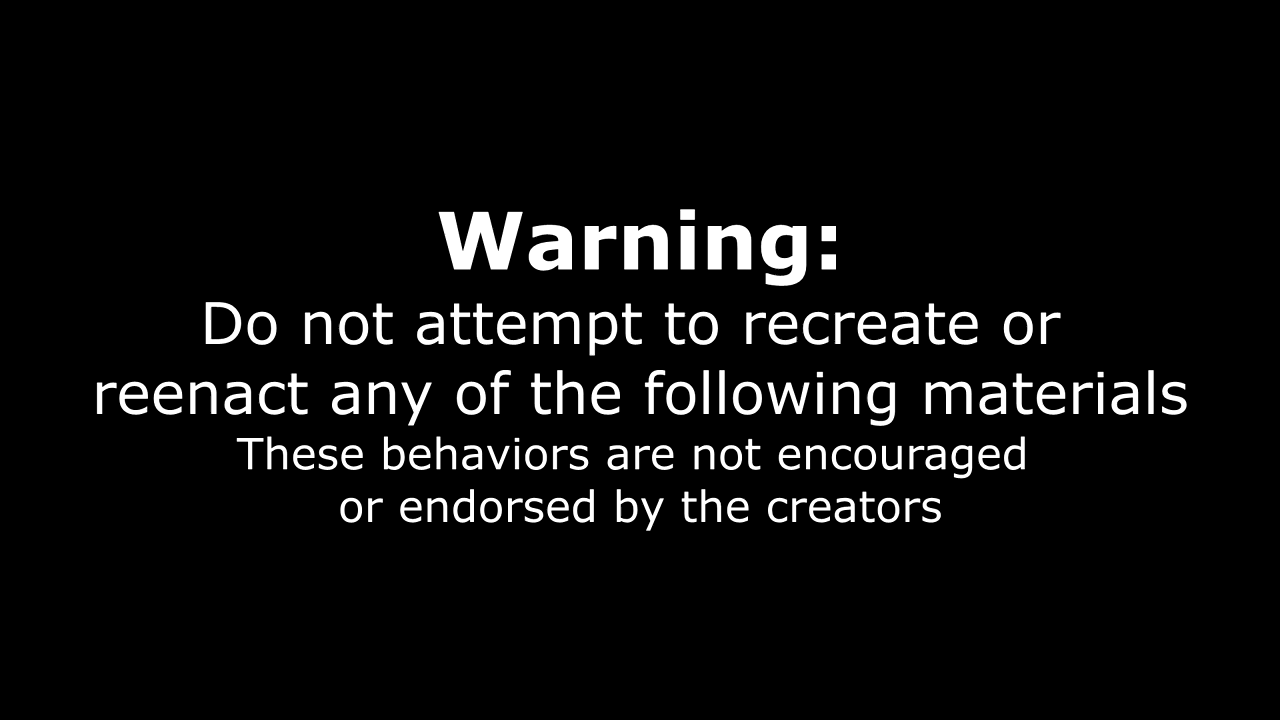 Warning:
Do not attempt to recreate or
reenact any of the following materials
These behaviors are not encouraged
or endorsed by the creators